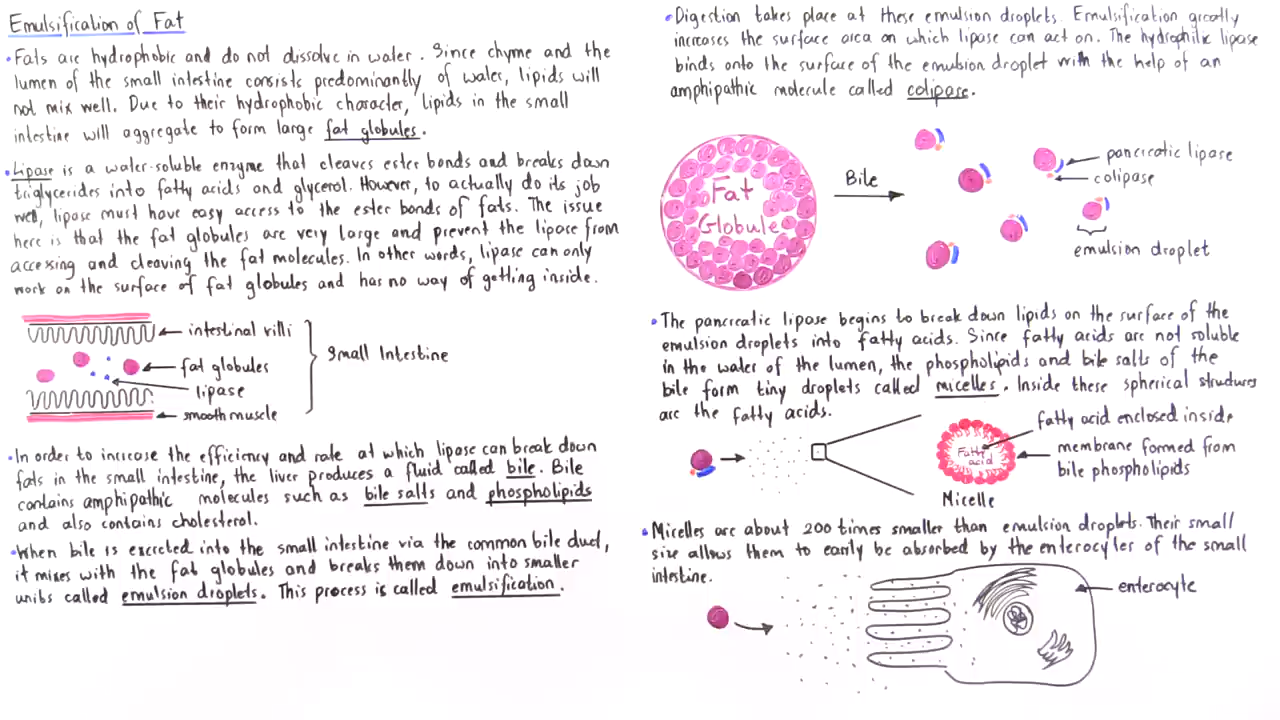 Emulsification of Fat
• Fats are hydrophobic and do not dissolve in water. Since chyme and the
lumen of the small intestine consists predominantly of water, lipids will
not mix well. Due to their hydrophobic character, lipids in the small
intestine will aggregate to form large fat globules.
• Lipase is a water-soluble enzyme that cleaves ester bonds and breaks down
triglycerides into fatty acids and glycerol. However, to actually do its job
well, lipase must have easy access to the ester bonds of fats. The issue
here is that the fat globules are very large and prevent the lipase from
accessing and cleaving the fat molecules. In other words, lipase can only
work on the surface of fat globules and has no way of getting inside.
intestinal villi
fat globules
lipase
smooth muscle
Small Intestine
• In order to increase the efficiency and rate at which lipase can break down
fats in the small intestine, the liver produces a fluid called bile. Bile
contains amphipathic molecules such as bile salts and phospholipids
and also contains cholesterol.
• When bile is excreted into the small intestine via the common bile duct,
it mixes with the fat globules and breaks them down into smaller
units called emulsion droplets. This process is called emulsification.
• Digestion takes place at these emulsion droplets. Emulsification greatly
increases the surface area on which lipase can act on. The hydrophilic lipase
binds onto the surface of the emulsion droplet with the help of an
amphipathic molecule called colipase.
Fat
Globule
Bile
pancreatic lipase
colipase
emulsion droplet
• The pancreatic lipase begins to break down lipids on the surface of the
emulsion droplets into fatty acids. Since fatty acids are not soluble
in the water of the lumen, the phospholipids and bile salts of the
bile form tiny droplets called micelles. Inside these spherical structures
are the fatty acids.
fatty acid enclosed inside
Fatty
acid
membrane formed from
bile phospholipids
Micelle
• Micelles are about 200 times smaller than emulsion droplets. Their small
size allows them to easily be absorbed by the enterocytes of the small
intestine.
enterocyte